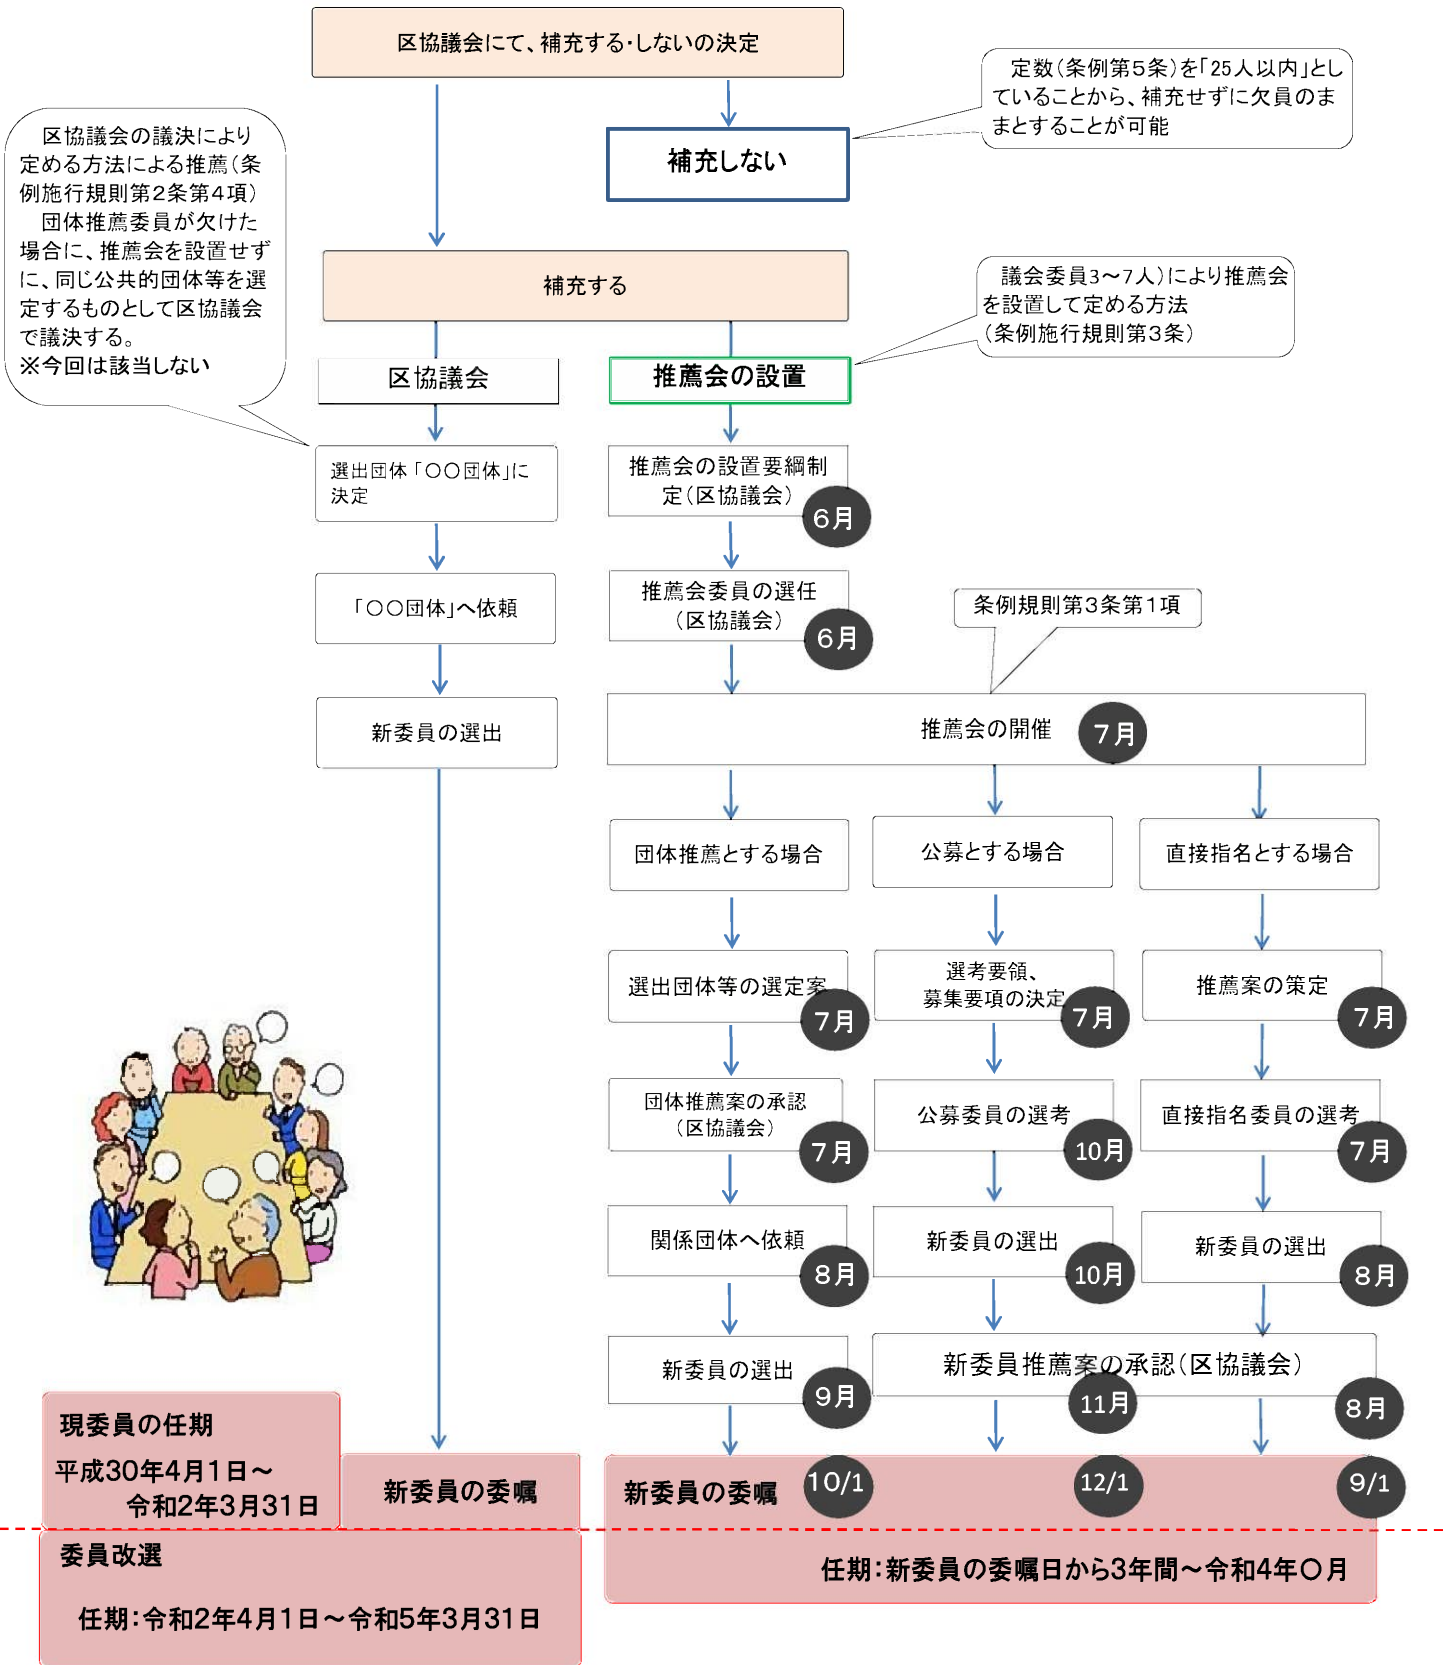 区協議会にて、補充する・しないの決定
定数(条例第5条)を「25人以内」とし
ていることから、補充せずに欠員のま
まとすることが可能
補充しない
区協議会の議決により
定める方法による推薦(条
例施行規則第2条第4項)
団体推薦委員が欠けた
場合に、推薦会を設置せず
に、同じ公共的団体等を選
定するものとして区協議会
で議決する。
※今回は該当しない
補充する
議会委員3~7人)により推薦会
を設置して定める方法
(条例施行規則第3条)
区協議会
推薦会の設置
選出団体「〇〇団体」に
決定
推薦会の設置要綱制
定(区協議会)
6月
「〇〇団体」へ依頼
推薦会委員の選任
(区協議会)
6月
条例規則第3条第1項
新委員の選出
推薦会の開催
7月
団体推薦とする場合
公募とする場合
直接指名とする場合
選出団体等の選定案
7月
選考要領、
募集要項の決定
7月
推薦案の策定
7月
団体推薦案の承認
(区協議会)
7月
公募委員の選考
10月
直接指名委員の選考
7月
関係団体へ依頼
8月
新委員の選出
10月
新委員の選出
8月
新委員の選出
9月
新委員推薦案の承認(区協議会)
11月
8月
現委員の任期
平成30年4月1日~
令和2年3月31日
新委員の委嘱
新委員の委嘱
10/1
12/1
9/1
委員改選
任期:令和2年4月1日~令和5年3月31日
任期:新委員の委嘱日から3年間~令和4年〇月